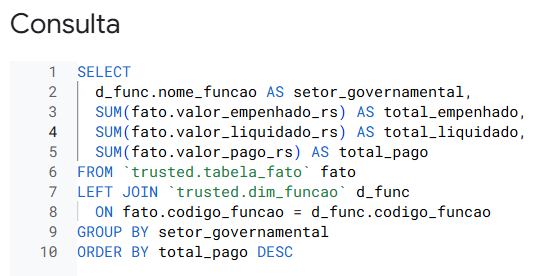 Consulta
1 SELECT
2 d_func.nome_funcao AS setor_governamental,
3 SUM(fato.valor_empenhado_rs) AS total_empenhado,
4 SUM(fato.valor_liquidado_rs) AS total_liquidado,
5 SUM(fato.valor_pago_rs) AS total_pago
6 FROM `trusted.tabela_fato` fato
7 LEFT JOIN `trusted.dim_funcao` d_func
8 ON fato.codigo_funcao = d_func.codigo_funcao
9 GROUP BY setor_governamental
10 ORDER BY total_pago DESC